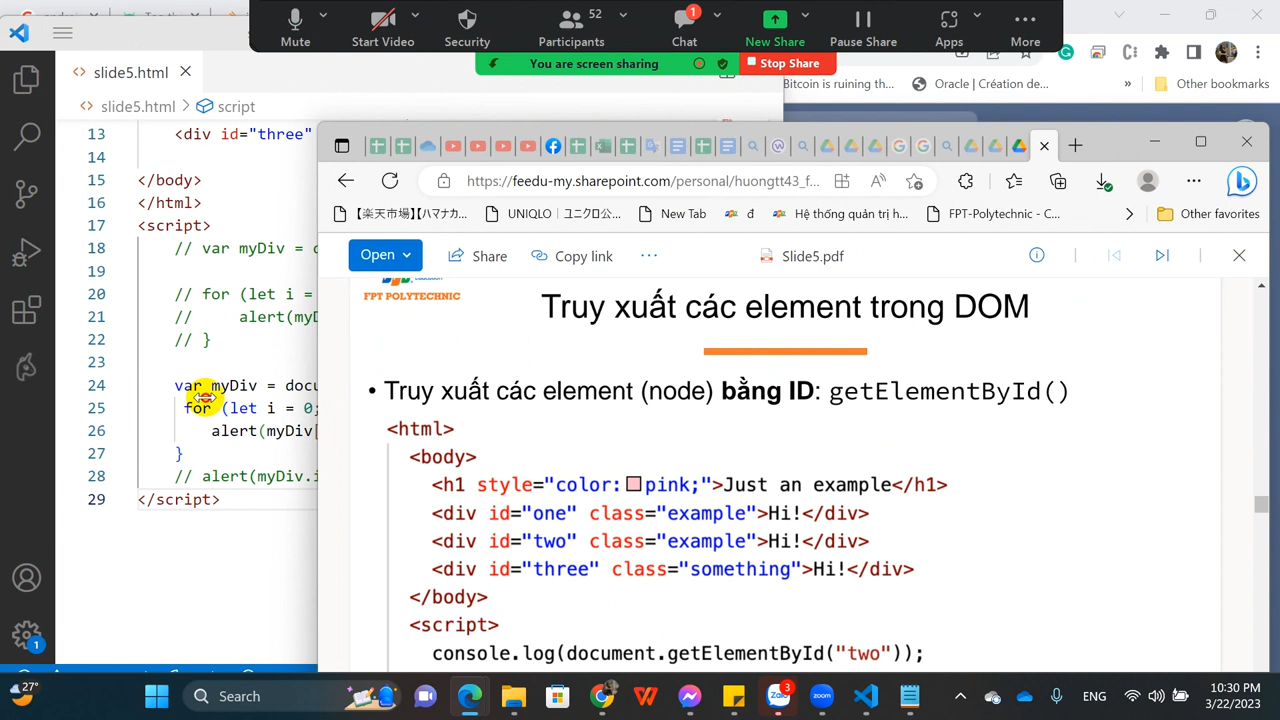 Mute
Start Video
Security
52
Participants
1
Chat
New Share
Pause Share
Apps
More
You are screen sharing
Stop Share
slide5.html
Bitcoin is ruining the
Oracle | Création de...
»
Other bookmarks
slide5.html > script
13 <div id="three"
14
15 </body>
16 </html>
17 <script>
18 // var myDiv = d
19
20 // for (let i =
21 // alert(myD
22 // }
23
24 var myDiv = docu
25 for (let i = 0;
26 alert(myDiv[
27 }
28 // alert(myDiv.i
29 </script>
https://feedu-my.sharepoint.com/personal/huongtt43_f...
【楽天市場】【ハマナカ...
UNIQLO｜ユニクロ公...
New Tab
đ
Hệ thống quản trị h...
FPT-Polytechnic - C...
Other favorites
Open
Share
Copy link
...
Slide5.pdf
FPT POLYTECHNIC
Truy xuất các element trong DOM
• Truy xuất các element (node) bằng ID: getElementById()
<html>
<body>
<h1 style="color: pink;">Just an example</h1>
<div id="one" class="example">Hi!</div>
<div id="two" class="example">Hi!</div>
<div id="three" class="something">Hi!</div>
</body>
<script>
console.log(document.getElementById("two"));
1
27°
Search
3
ENG
10:30 PM
3/22/2023